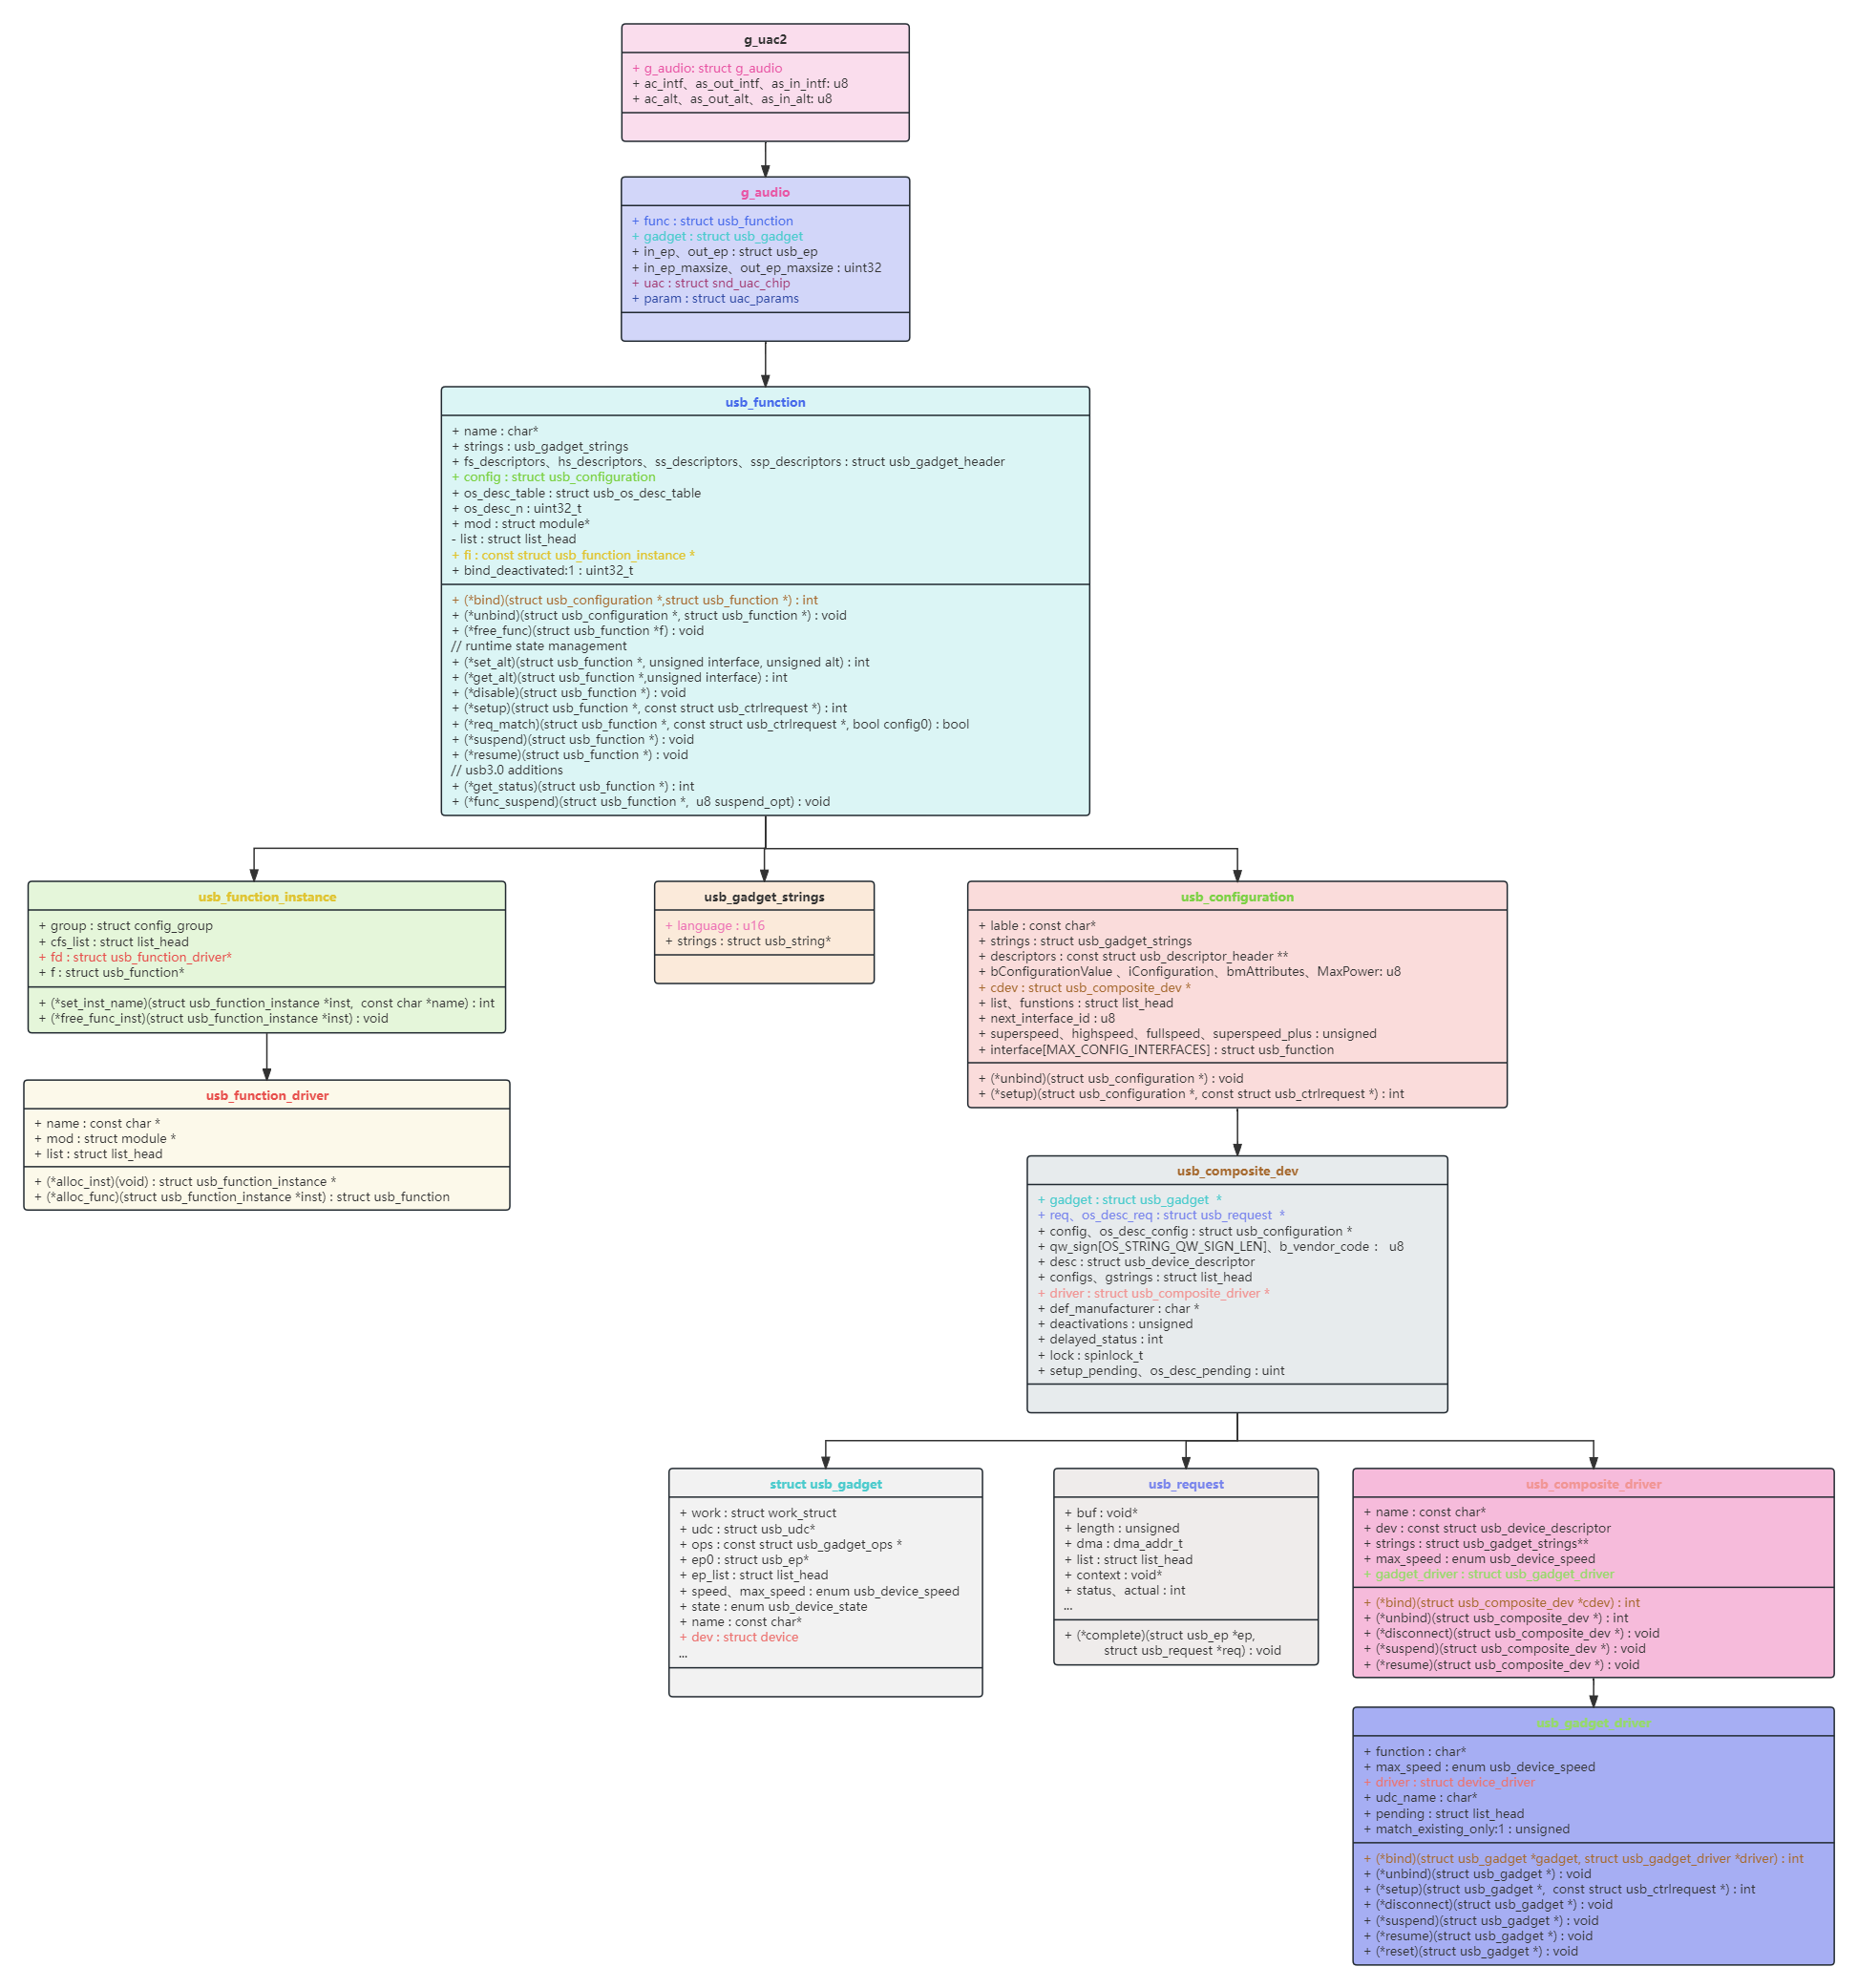 g_uac2
+ g_audio: struct g_audio
+ ac_intf、as_out_intf、as_in_intf: u8
+ ac_alt、as_out_alt、as_in_alt: u8
g_audio
+ func : struct usb_function
+ gadget : struct usb_gadget
+ in_ep、out_ep : struct usb_ep
+ in_ep_maxsize、out_ep_maxsize : uint32
+ uac : struct snd_uac_chip
+ param : struct uac_params
usb_function
+ name : char*
+ strings : usb_gadget_strings
+ fs_descriptors、hs_descriptors、ss_descriptors、ssp_descriptors : struct usb_gadget_header
+ config : struct usb_configuration
+ os_desc_table : struct usb_os_desc_table
+ os_desc_n : uint32_t
+ mod : struct module*
- list : struct list_head
+ fi : const struct usb_function_instance *
+ bind_deactivated:1 : uint32_t
+ (*bind)(struct usb_configuration *,struct usb_function *) : int
+ (*unbind)(struct usb_configuration *, struct usb_function *) : void
+ (*free_func)(struct usb_function *f) : void
// runtime state management
+ (*set_alt)(struct usb_function *, unsigned interface, unsigned alt) : int
+ (*get_alt)(struct usb_function *,unsigned interface) : int
+ (*disable)(struct usb_function *) : void
+ (*setup)(struct usb_function *, const struct usb_ctrlrequest *) : int
+ (*req_match)(struct usb_function *, const struct usb_ctrlrequest *, bool config0) : bool
+ (*suspend)(struct usb_function *) : void
+ (*resume)(struct usb_function *) : void
// usb3.0 additions
+ (*get_status)(struct usb_function *) : int
+ (*func_suspend)(struct usb_function *,  u8 suspend_opt) : void
usb_function_instance
+ group : struct config_group
+ cfs_list : struct list_head
+ fd : struct usb_function_driver*
+ f : struct usb_function*
+ (*set_inst_name)(struct usb_function_instance *inst,  const char *name) : int
+ (*free_func_inst)(struct usb_function_instance *inst) : void
usb_gadget_strings
+ language : u16
+ strings : struct usb_string*
usb_configuration
+ lable : const char*
+ strings : struct usb_gadget_strings
+ descriptors : const struct usb_descriptor_header **
+ bConfigurationValue 、iConfiguration、bmAttributes、MaxPower: u8
+ cdev : struct usb_composite_dev *
+ list、funstions : struct list_head
+ next_interface_id : u8
+ superspeed、highspeed、fullspeed、superspeed_plus : unsigned
+ interface[MAX_CONFIG_INTERFACES] : struct usb_function
+ (*unbind)(struct usb_configuration *) : void
+ (*setup)(struct usb_configuration *, const struct usb_ctrlrequest *) : int
usb_function_driver
+ name : const char *
+ mod : struct module *
+ list : struct list_head
+ (*alloc_inst)(void) : struct usb_function_instance *
+ (*alloc_func)(struct usb_function_instance *inst) : struct usb_function
usb_composite_dev
+ gadget : struct usb_gadget  *
+ req、os_desc_req : struct usb_request  *
+ config、os_desc_config : struct usb_configuration *
+ qw_sign[OS_STRING_QW_SIGN_LEN]、b_vendor_code :   u8
+ desc : struct usb_device_descriptor
+ configs、gstrings : struct list_head
+ driver : struct usb_composite_driver *
+ def_manufacturer : char *
+ deactivations : unsigned
+ delayed_status : int
+ lock : spinlock_t
+ setup_pending、os_desc_pending : uint
struct usb_gadget
+ work : struct work_struct
+ udc : struct usb_udc*
+ ops : const struct usb_gadget_ops *
+ ep0 : struct usb_ep*
+ ep_list : struct list_head
+ speed、max_speed : enum usb_device_speed
+ state : enum usb_device_state
+ name : const char*
+ dev : struct device
...
usb_request
+ buf : void*
+ length : unsigned
+ dma : dma_addr_t
+ list : struct list_head
+ context : void*
+ status、actual : int
...
+ (*complete)(struct usb_ep *ep,
struct usb_request *req) : void
usb_composite_driver
+ name : const char*
+ dev : const struct usb_device_descriptor
+ strings : struct usb_gadget_strings**
+ max_speed : enum usb_device_speed
+ gadget_driver : struct usb_gadget_driver
+ (*bind)(struct usb_composite_dev *cdev) : int
+ (*unbind)(struct usb_composite_dev *) : int
+ (*disconnect)(struct usb_composite_dev *) : void
+ (*suspend)(struct usb_composite_dev *) : void
+ (*resume)(struct usb_composite_dev *) : void
usb_gadget_driver
+ function : char*
+ max_speed : enum usb_device_speed
+ driver : struct device_driver
+ udc_name : char*
+ pending : struct list_head
+ match_existing_only:1 : unsigned
+ (*bind)(struct usb_gadget *gadget, struct usb_gadget_driver *driver) : int
+ (*unbind)(struct usb_gadget *) : void
+ (*setup)(struct usb_gadget *,  const struct usb_ctrlrequest *) : int
+ (*disconnect)(struct usb_gadget *) : void
+ (*suspend)(struct usb_gadget *) : void
+ (*resume)(struct usb_gadget *) : void
+ (*reset)(struct usb_gadget *) : void